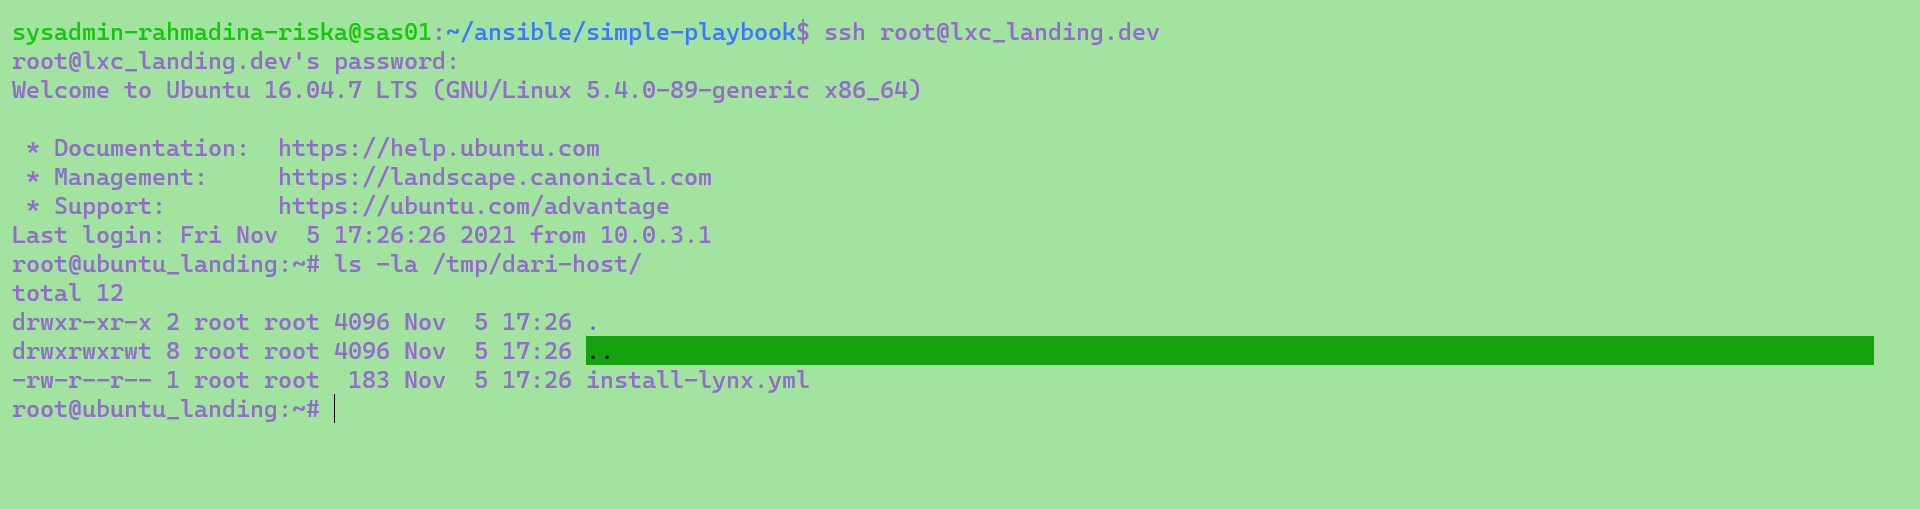 sysadmin-rahmadina-riska@sas01:~/ansible/simple-playbook$ ssh root@lxc_landing.dev
root@lxc_landing.dev's password:
Welcome to Ubuntu 16.04.7 LTS (GNU/Linux 5.4.0-89-generic x86_64)

 * Documentation:  https://help.ubuntu.com
 * Management:     https://landscape.canonical.com
 * Support:        https://ubuntu.com/advantage
Last login: Fri Nov  5 17:26:26 2021 from 10.0.3.1
root@ubuntu_landing:~# ls -la /tmp/dari-host/
total 12
drwxr-xr-x 2 root root 4096 Nov  5 17:26 .
drwxrwxrwt 8 root root 4096 Nov  5 17:26 ..
-rw-r--r-- 1 root root  183 Nov  5 17:26 install-lynx.yml
root@ubuntu_landing:~#